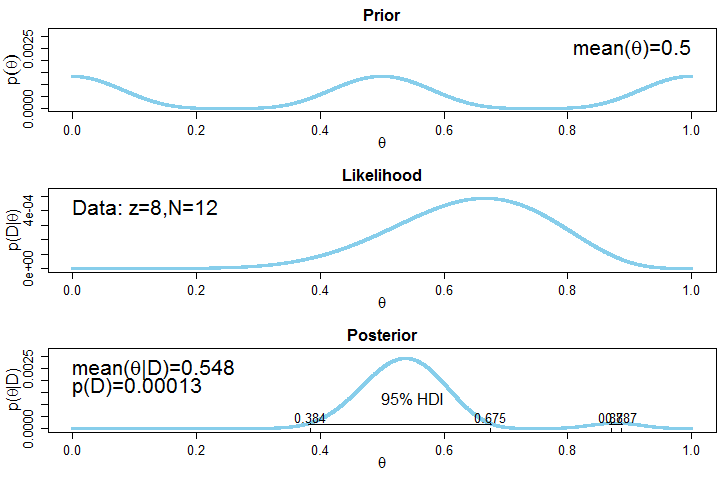 Prior
mean(θ)=0.5
p(θ)
0.0000 0.0025
0.0 0.2 0.4 0.6 0.8 1.0
θ
Likelihood
Data: z=8,N=12
p(D|θ)
0e+00 4e-04
0.0 0.2 0.4 0.6 0.8 1.0
θ
Posterior
mean(θ|D)=0.548
p(D)=0.00013
95% HDI
0.384 0.675
p(θ|D)
0.0000 0.0025
0.0 0.2 0.4 0.6 0.8 1.0
θ